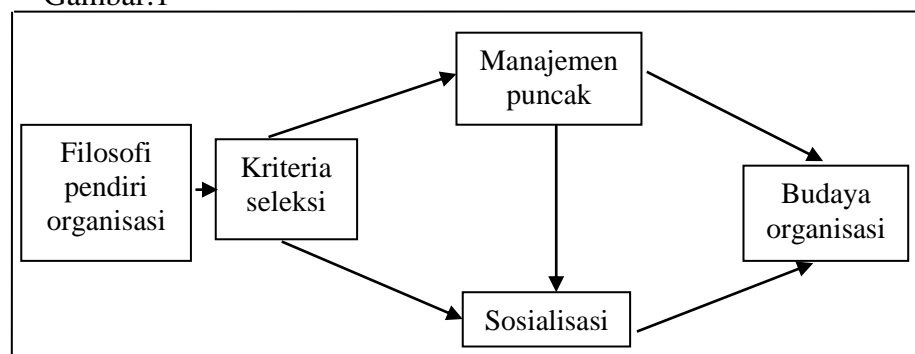 Gambar.1
Manajemen
puncak
Filosofi
pendiri
organisasi
Kriteria
seleksi
Budaya
organisasi
Sosialisasi